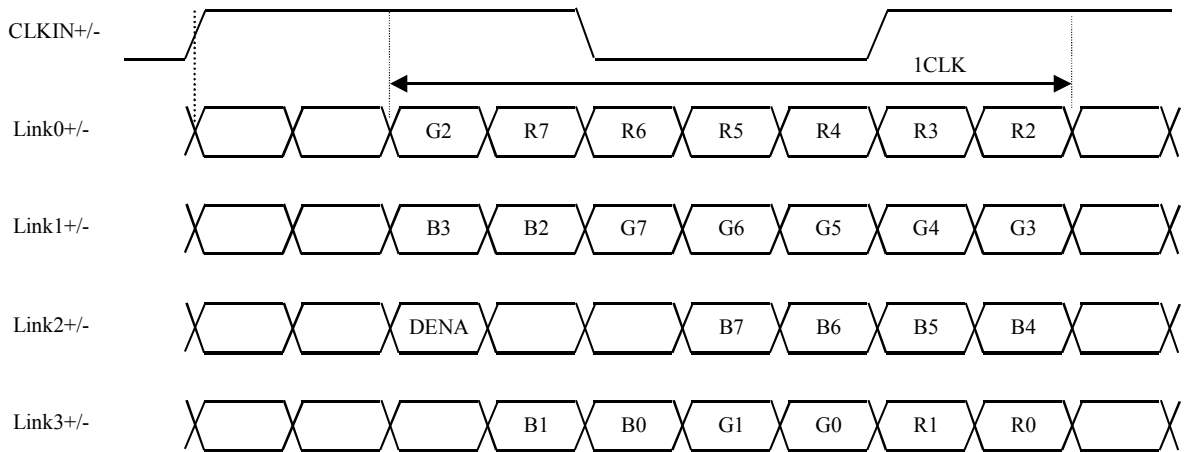 CLKIN+/-
1CLK
Link0+/- G2 R7 R6 R5 R4 R3 R2
Link1+/- B3 B2 G7 G6 G5 G4 G3
Link2+/- DENA B7 B6 B5 B4
Link3+/- B1 B0 G1 G0 R1 R0